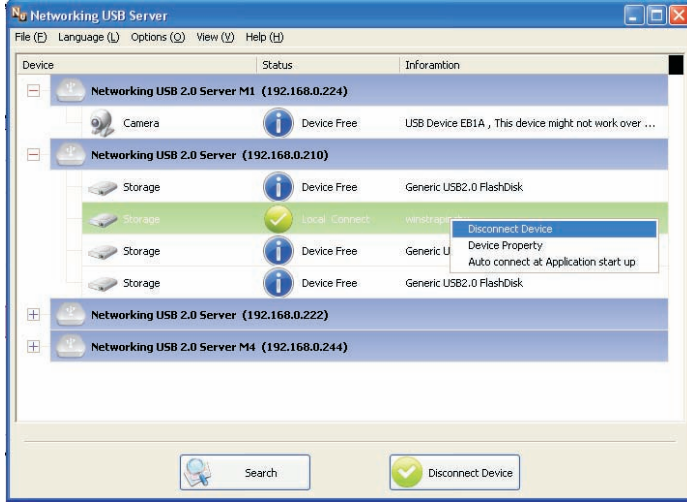 Networking USB Server
File (F) Language (L) Options (O) View (V) Help (H)
Device Status Inforamtion
Networking USB 2.0 Server M1 (192.168.0.224)
Camera Device Free USB Device EB1A , This device might not work over ...
Networking USB 2.0 Server (192.168.0.210)
Storage Device Free Generic USB2.0 FlashDisk
Storage Local Connect
Disconnect Device
Device Property
Storage Device Free Generic U
Auto connect at Application start up
Storage Device Free Generic USB2.0 FlashDisk
Networking USB 2.0 Server (192.168.0.222)
Networking USB 2.0 Server M4 (192.168.0.244)
Search Disconnect Device